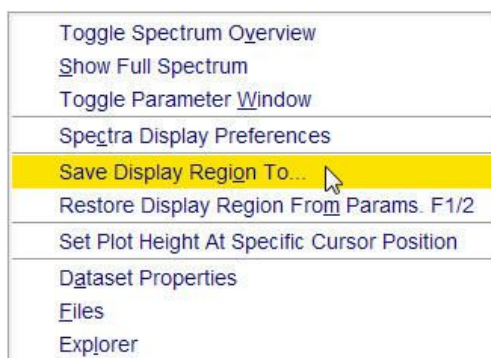 Toggle Spectrum Overview
Show Full Spectrum
Toggle Parameter Window
Spectra Display Preferences
Save Display Region To...
Restore Display Region From Params. F1/2
Set Plot Height At Specific Cursor Position
Dataset Properties
Files
Explorer